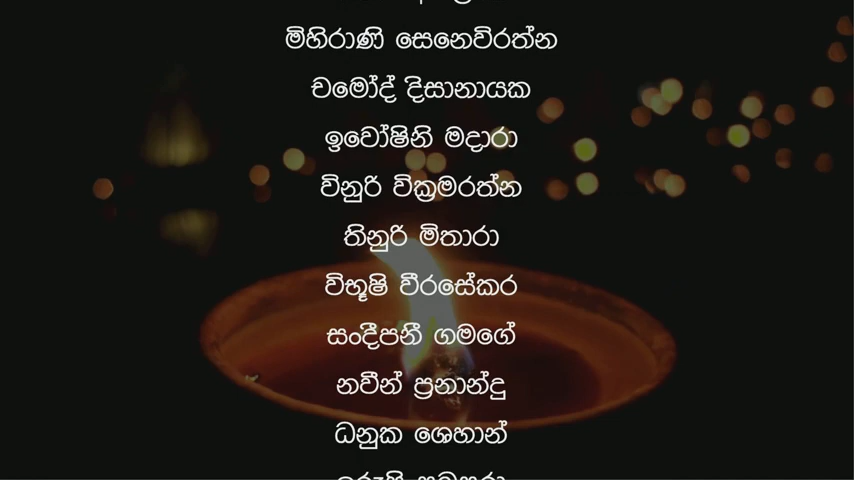 මිහිරාණි සෙනෙවිරත්න
චමෝද් දිසානායක
ඉවෝෂිනි මදාරා
විනුරි වික්‍රමරත්න
තිනුරි මිතාරා
විභූෂි වීරසේකර
සංදීපනී ගමගේ
නවීන් ප්‍රනාන්දු
ධනුක ශෙහාන්